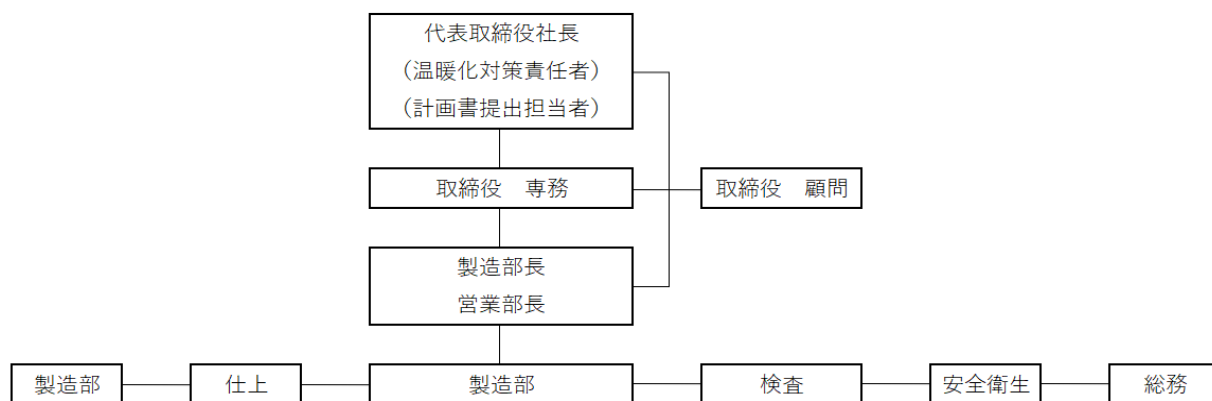 代表取締役社長
（温暖化対策責任者）
（計画書提出担当者）
取締役　専務
取締役　顧問
製造部長
営業部長
製造部
仕上
製造部
検査
安全衛生
総務